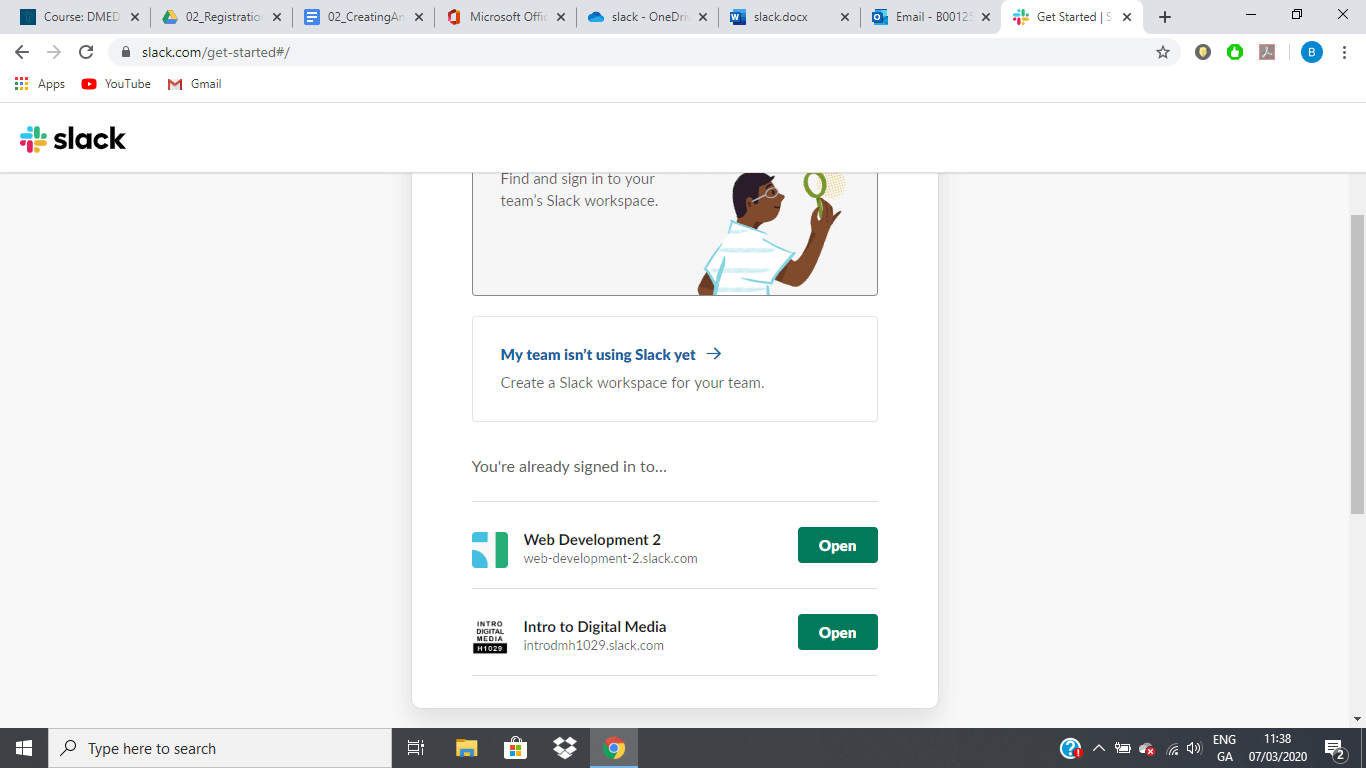 Course: DMED
02_Registration
02_CreatingAn
Microsoft Offic
slack - OneDriv
slack.docx
Email - B00125
Get Started | S
slack.com/get-started#/
B
Apps
YouTube
Gmail
slack
Find and sign in to your
team's Slack workspace.
My team isn't using Slack yet →
Create a Slack workspace for your team.
You're already signed in to...
Web Development 2
web-development-2.slack.com
Open
INTRO
DIGITAL
MEDIA
H1029
Intro to Digital Media
introdmh1029.slack.com
Open
Type here to search
ENG
GA
11:38
07/03/2020
2